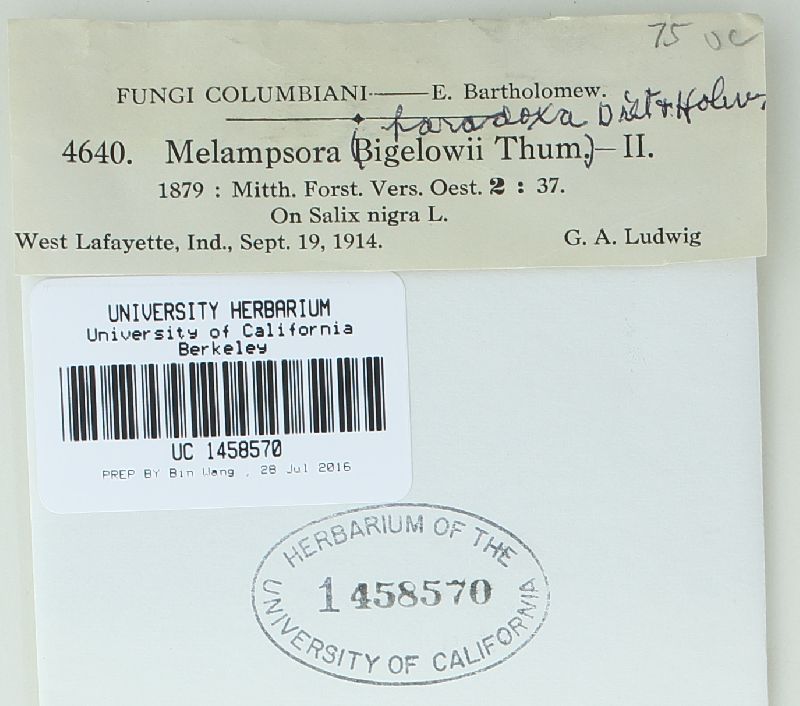 75 UC
FUNGI COLUMBIANI——E. Bartholomew.
paradoxa Diet & Holw.
4640. Melampsora (Bigelowii Thum.)—II.
1879 : Mitth. Forst. Vers. Oest. 2 : 37.
On Salix nigra L.
West Lafayette, Ind., Sept. 19, 1914. G. A. Ludwig
UNIVERSITY HERBARIUM
University of California
Berkeley
UC 1458570
PREP BY Bin Wang , 28 Jul 2016
HERBARIUM OF THE
1458570
UNIVERSITY OF CALIFORNIA